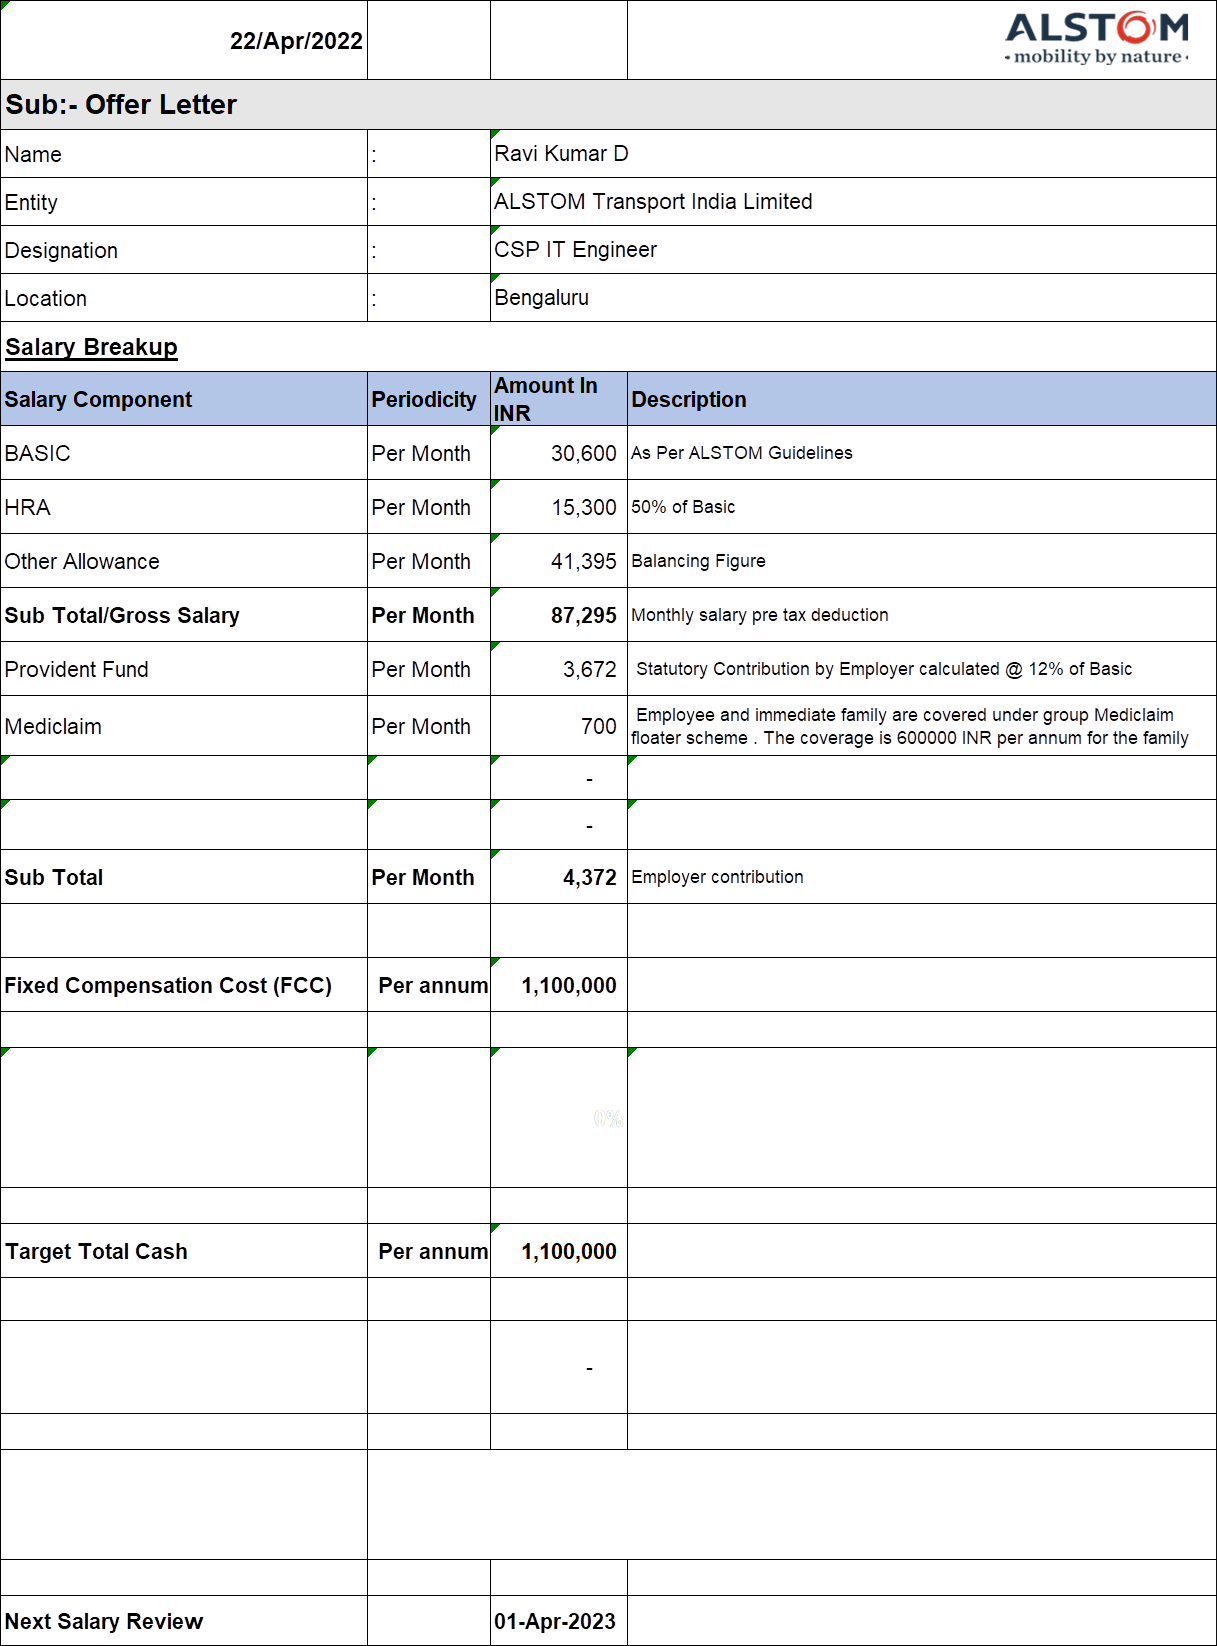 22/Apr/2022
ALSTOM
• mobility by nature •
Sub:- Offer Letter
Name : Ravi Kumar D
Entity : ALSTOM Transport India Limited
Designation : CSP IT Engineer
Location : Bengaluru
Salary Breakup
Salary Component Periodicity Amount In INR Description
BASIC Per Month 30,600 As Per ALSTOM Guidelines
HRA Per Month 15,300 50% of Basic
Other Allowance Per Month 41,395 Balancing Figure
Sub Total/Gross Salary Per Month 87,295 Monthly salary pre tax deduction
Provident Fund Per Month 3,672 Statutory Contribution by Employer calculated @ 12% of Basic
Mediclaim Per Month 700 Employee and immediate family are covered under group Mediclaim
floater scheme . The coverage is 600000 INR per annum for the family
-
-
Sub Total Per Month 4,372 Employer contribution
Fixed Compensation Cost (FCC) Per annum 1,100,000
0%
Target Total Cash Per annum 1,100,000
-
Next Salary Review 01-Apr-2023